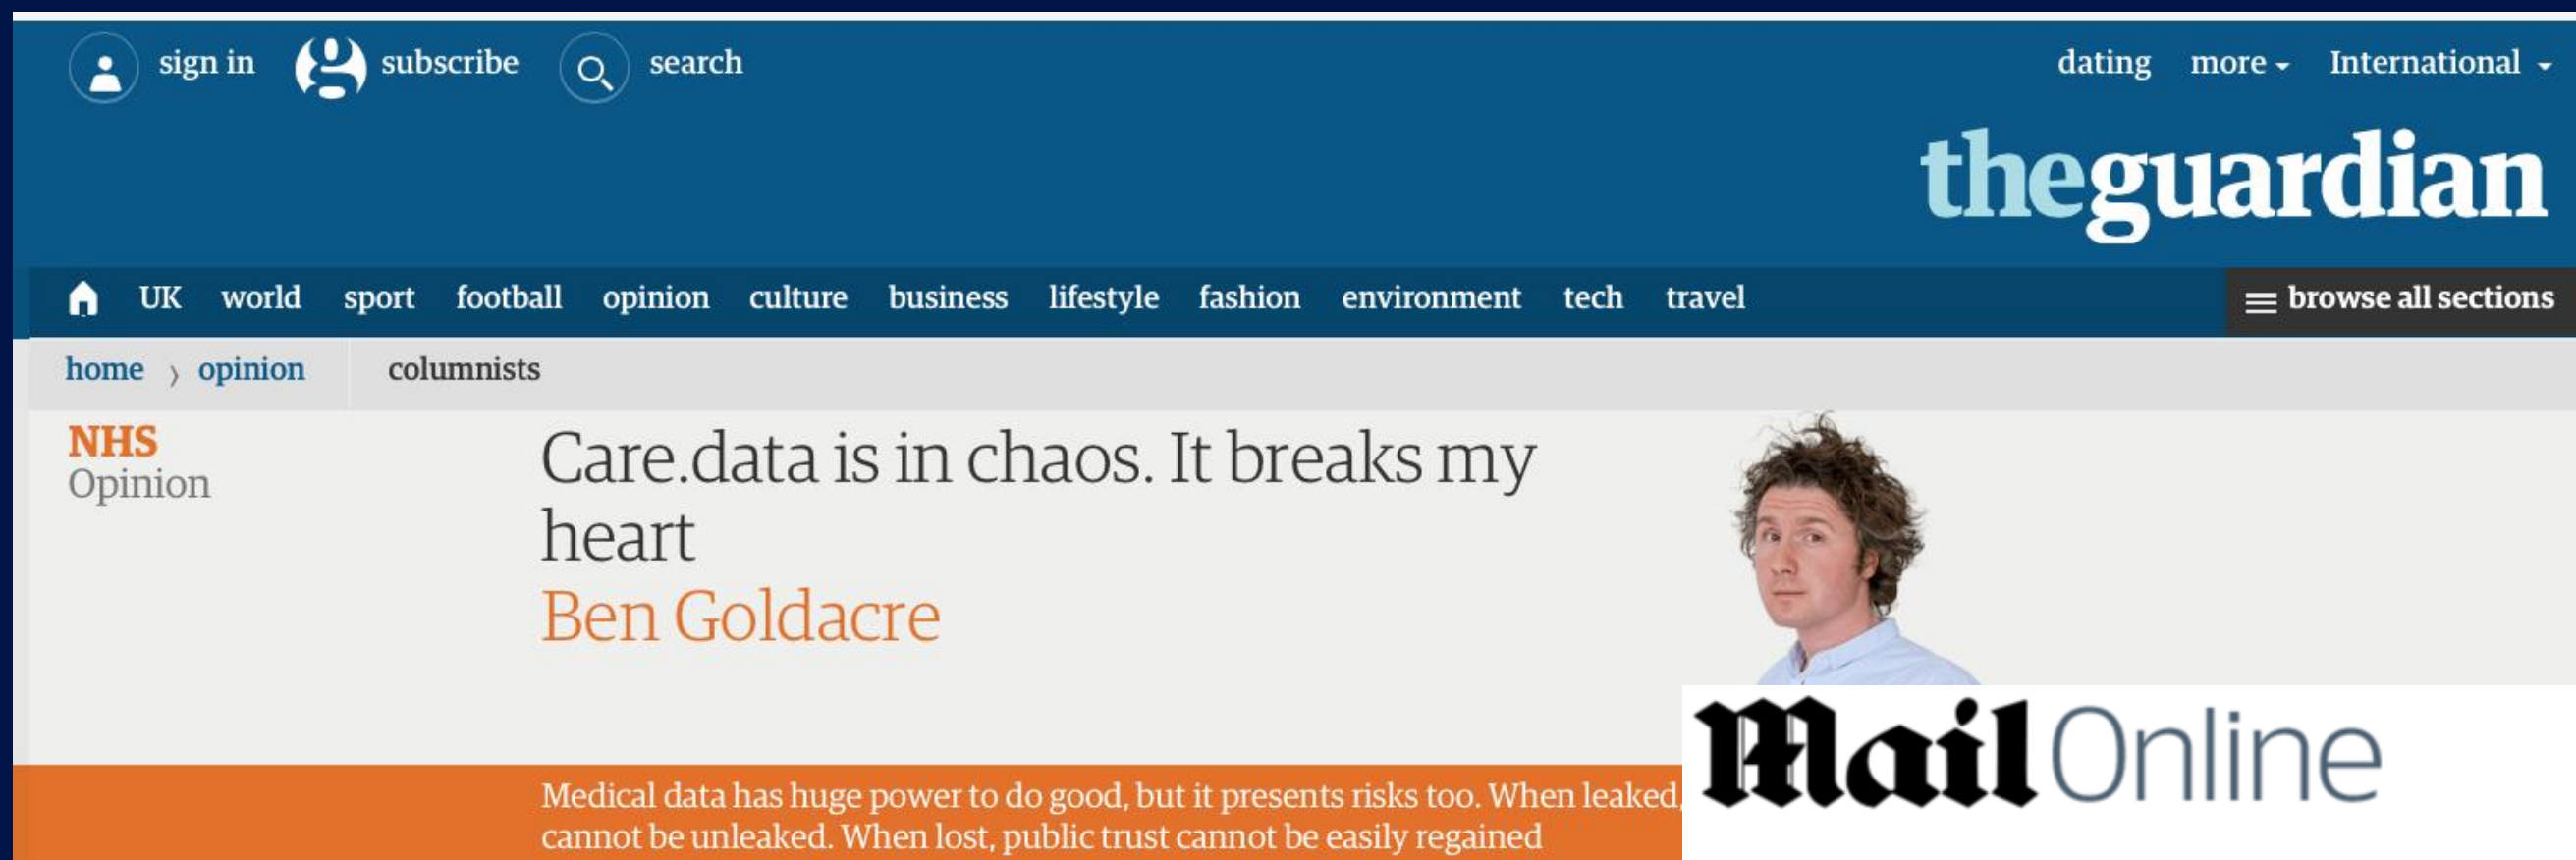 sign in subscribe search dating more International
theguardian
UK world sport football opinion culture business lifestyle fashion environment tech travel browse all sections
home › opinion columnists
NHS
Opinion
Care.data is in chaos. It breaks my
heart
Ben Goldacre
Medical data has huge power to do good, but it presents risks too. When leaked,
cannot be unleaked. When lost, public trust cannot be easily regained
Mail Online